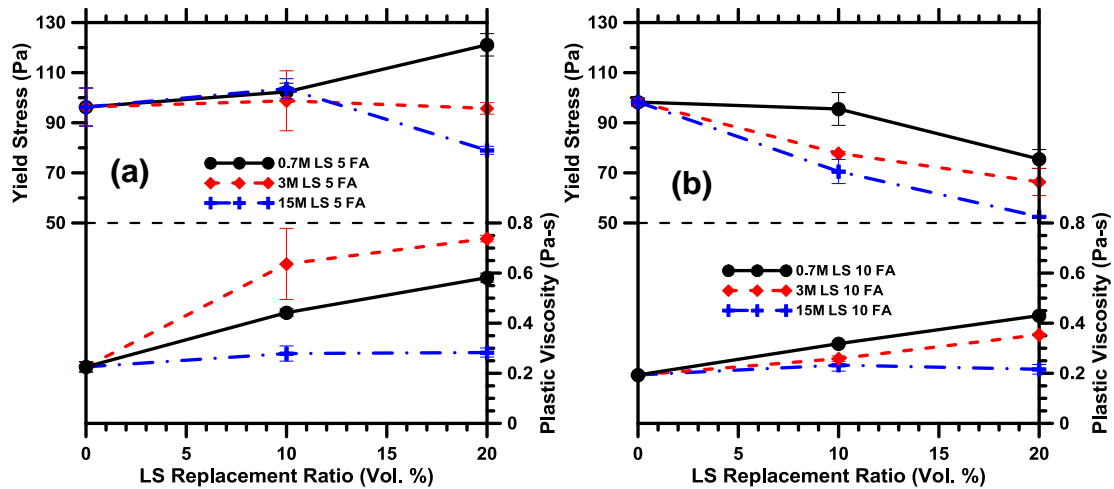 130
110
90
70
50
Yield Stress (Pa)
(a)
0.7M LS 5 FA
3M LS 5 FA
15M LS 5 FA
0.8
0.6
0.4
0.2
0
Plastic Viscosity (Pa-s)
0 5 10 15 20
LS Replacement Ratio (Vol. %)
130
110
90
70
50
Yield Stress (Pa)
(b)
0.7M LS 10 FA
3M LS 10 FA
15M LS 10 FA
0.8
0.6
0.4
0.2
0
Plastic Viscosity (Pa-s)
0 5 10 15 20
LS Replacement Ratio (Vol. %)